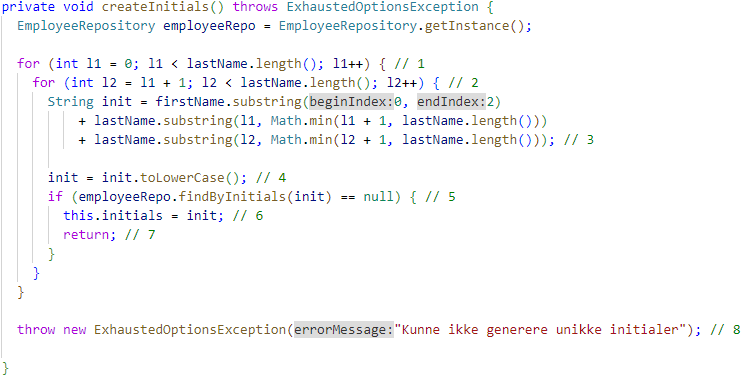 private void createInitials() throws ExhaustedOptionsException {
EmployeeRepository employeeRepo = EmployeeRepository.getInstance();
for (int l1 = 0; l1 < lastName.length(); l1++) { // 1
for (int l2 = l1 + 1; l2 < lastName.length(); l2++) { // 2
String init = firstName.substring(beginIndex:0, endIndex:2)
+ lastName.substring(l1, Math.min(l1 + 1, lastName.length()))
+ lastName.substring(l2, Math.min(l2 + 1, lastName.length())); // 3
init = init.toLowerCase(); // 4
if (employeeRepo.findByInitials(init) == null) { // 5
this.initials = init; // 6
return; // 7
}
}
}
throw new ExhaustedOptionsException(errorMessage:"Kunne ikke generere unikke initialer"); // 8
}